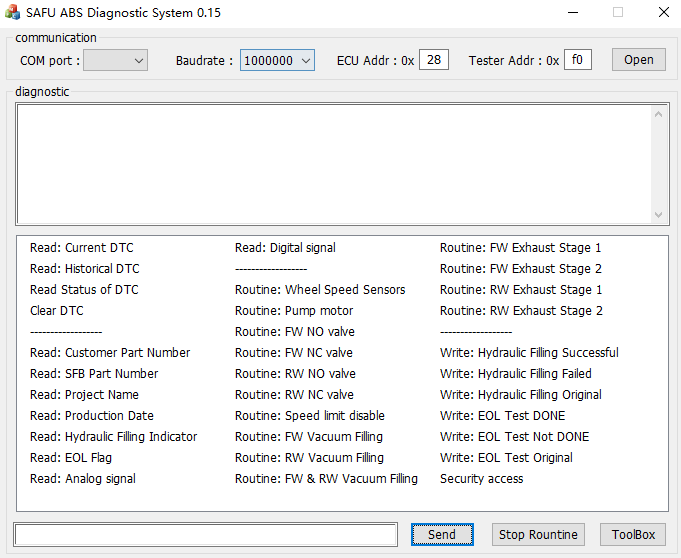 SAFU ABS Diagnostic System 0.15
communication
COM port :
Baudrate : 1000000
ECU Addr : 0x 28
Tester Addr : 0x f0
Open
diagnostic
Read: Current DTC
Read: Historical DTC
Read Status of DTC
Clear DTC
------------------
Read: Customer Part Number
Read: SFB Part Number
Read: Project Name
Read: Production Date
Read: Hydraulic Filling Indicator
Read: EOL Flag
Read: Analog signal
Read: Digital signal
------------------
Routine: Wheel Speed Sensors
Routine: Pump motor
Routine: FW NO valve
Routine: FW NC valve
Routine: RW NO valve
Routine: RW NC valve
Routine: Speed limit disable
Routine: FW Vacuum Filling
Routine: RW Vacuum Filling
Routine: FW & RW Vacuum Filling
Routine: FW Exhaust Stage 1
Routine: FW Exhaust Stage 2
Routine: RW Exhaust Stage 1
Routine: RW Exhaust Stage 2
------------------
Write: Hydraulic Filling Successful
Write: Hydraulic Filling Failed
Write: Hydraulic Filling Original
Write: EOL Test DONE
Write: EOL Test Not DONE
Write: EOL Test Original
Security access
Send
Stop Rountine
ToolBox